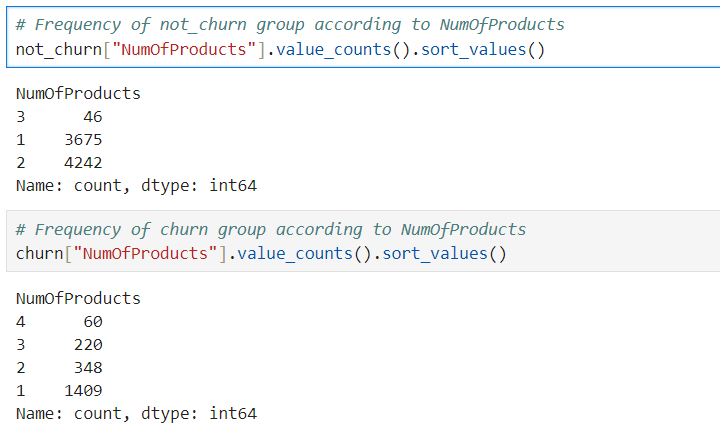 # Frequency of not_churn group according to NumOfProducts
not_churn["NumOfProducts"].value_counts().sort_values()
NumOfProducts
3 46
1 3675
2 4242
Name: count, dtype: int64
# Frequency of churn group according to NumOfProducts
churn["NumOfProducts"].value_counts().sort_values()
NumOfProducts
4 60
3 220
2 348
1 1409
Name: count, dtype: int64